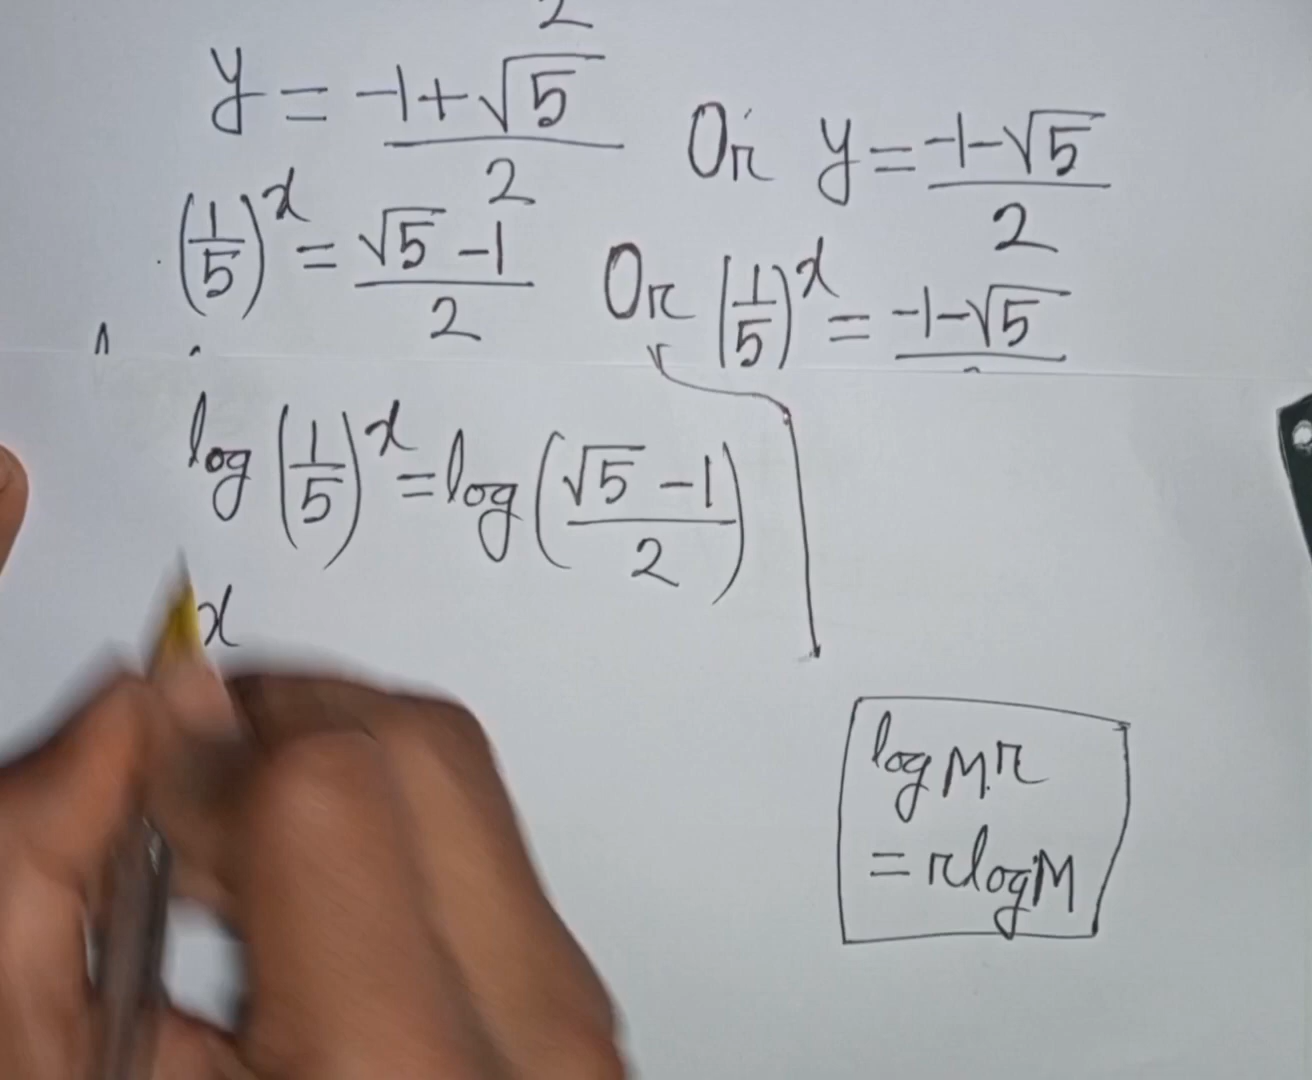 2
y = (-1+√5)/2 Or y = (-1-√5)/2
(1/5)^x = (√5 -1)/2 Or (1/5)^x = -1-√5
log (1/5)^x = log ((√5 -1)/2)
x
log M^r
= r log M